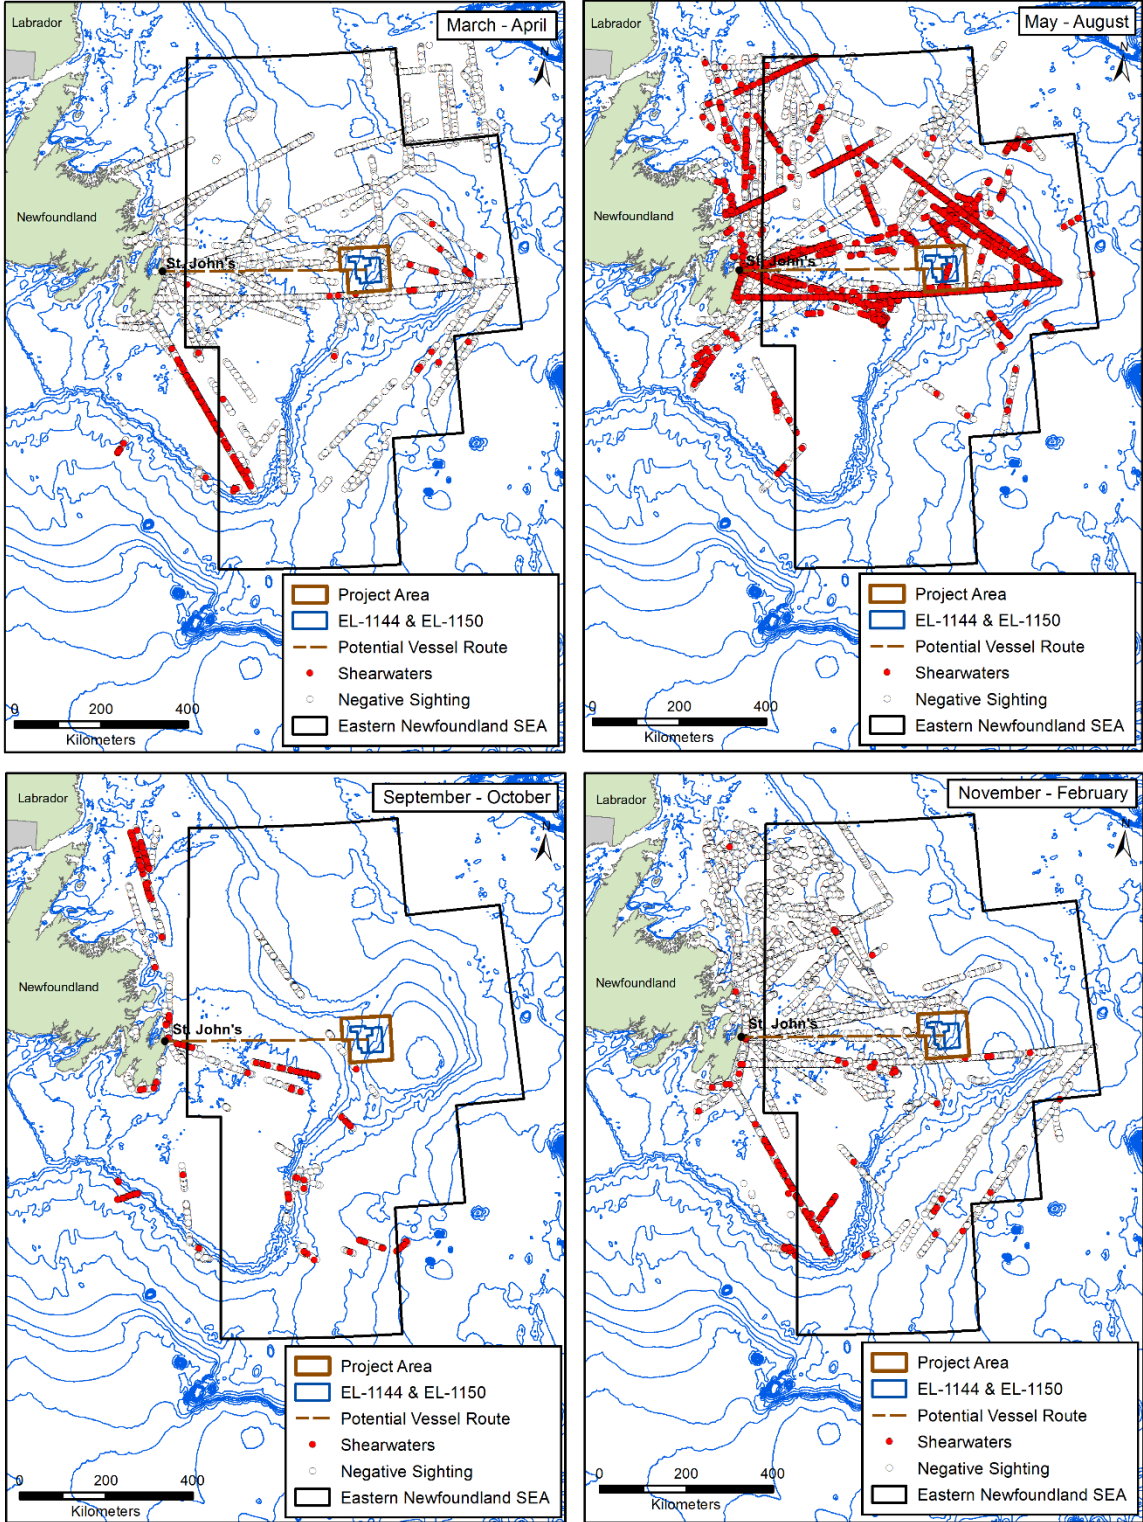 Labrador
March - April
N
Newfoundland
St. John's
Project Area
EL-1144 & EL-1150
Potential Vessel Route
Shearwaters
Negative Sighting
Eastern Newfoundland SEA
0 200 400
Kilometers
Labrador
May - August
N
Newfoundland
St. John's
Project Area
EL-1144 & EL-1150
Potential Vessel Route
Shearwaters
Negative Sighting
Eastern Newfoundland SEA
0 200 400
Kilometers
Labrador
September - October
N
Newfoundland
St. John's
Project Area
EL-1144 & EL-1150
Potential Vessel Route
Shearwaters
Negative Sighting
Eastern Newfoundland SEA
0 200 400
Kilometers
Labrador
November - February
N
Newfoundland
St. John's
Project Area
EL-1144 & EL-1150
Potential Vessel Route
Shearwaters
Negative Sighting
Eastern Newfoundland SEA
0 200 400
Kilometers